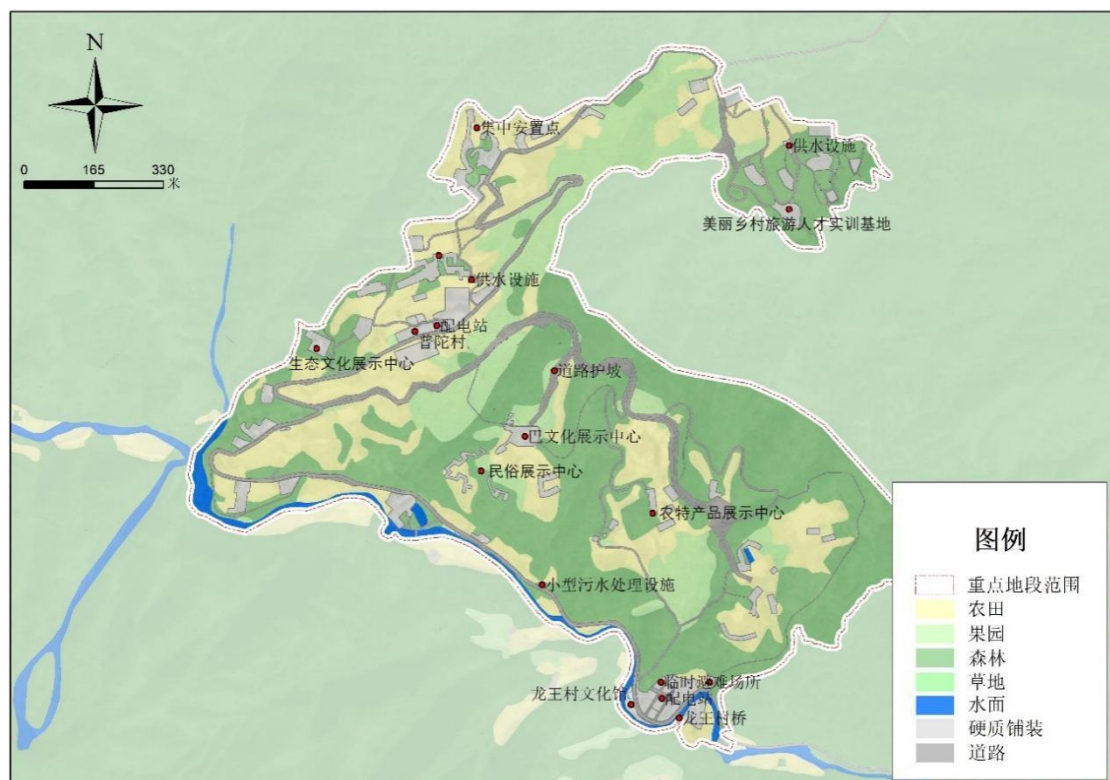 N
0 165 330
米
集中安置点
供水设施
美丽乡村旅游人才实训基地
供水设施
配电站
普陀村
生态文化展示中心
道路护坡
巴文化展示中心
民俗展示中心
农特产品展示中心
小型污水处理设施
临时避难场所
龙王村文化馆
配电站
龙王村桥
图例
重点地段范围
农田
果园
森林
草地
水面
硬质铺装
道路